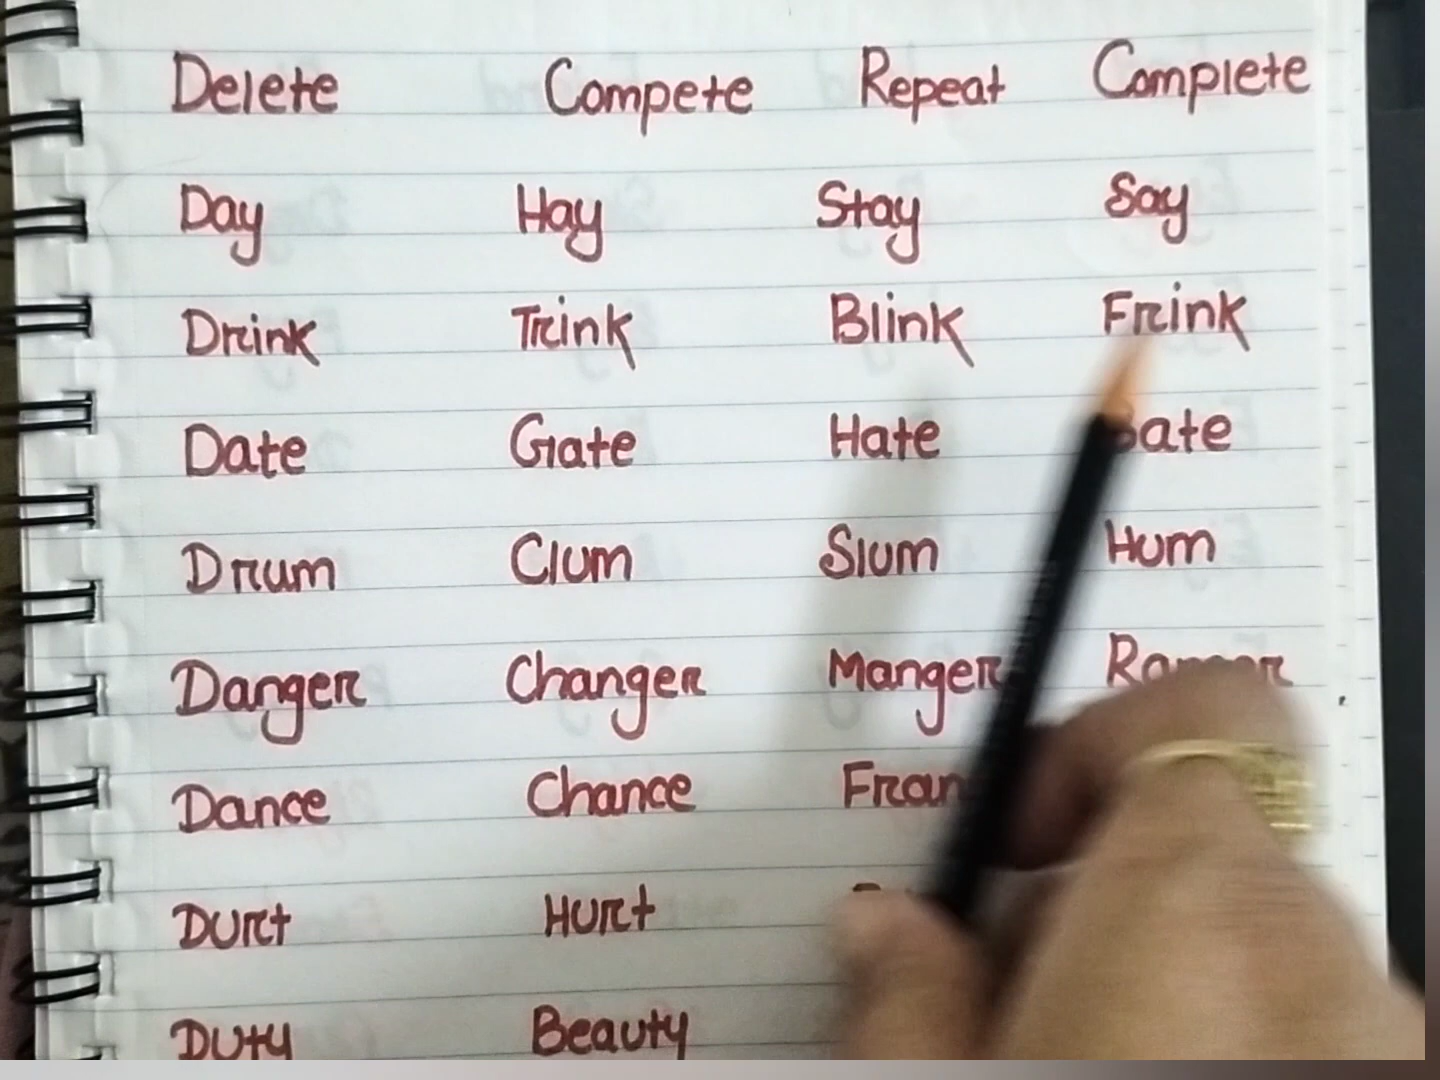 Delete Compete Repeat Complete
Day Hay Stay Say
Drink Trink Blink Frink
Date Gate Hate
Drum Clum Slum Hum
Danger Changer Manger
Dance Chance
Durt Hurt
Duty Beauty